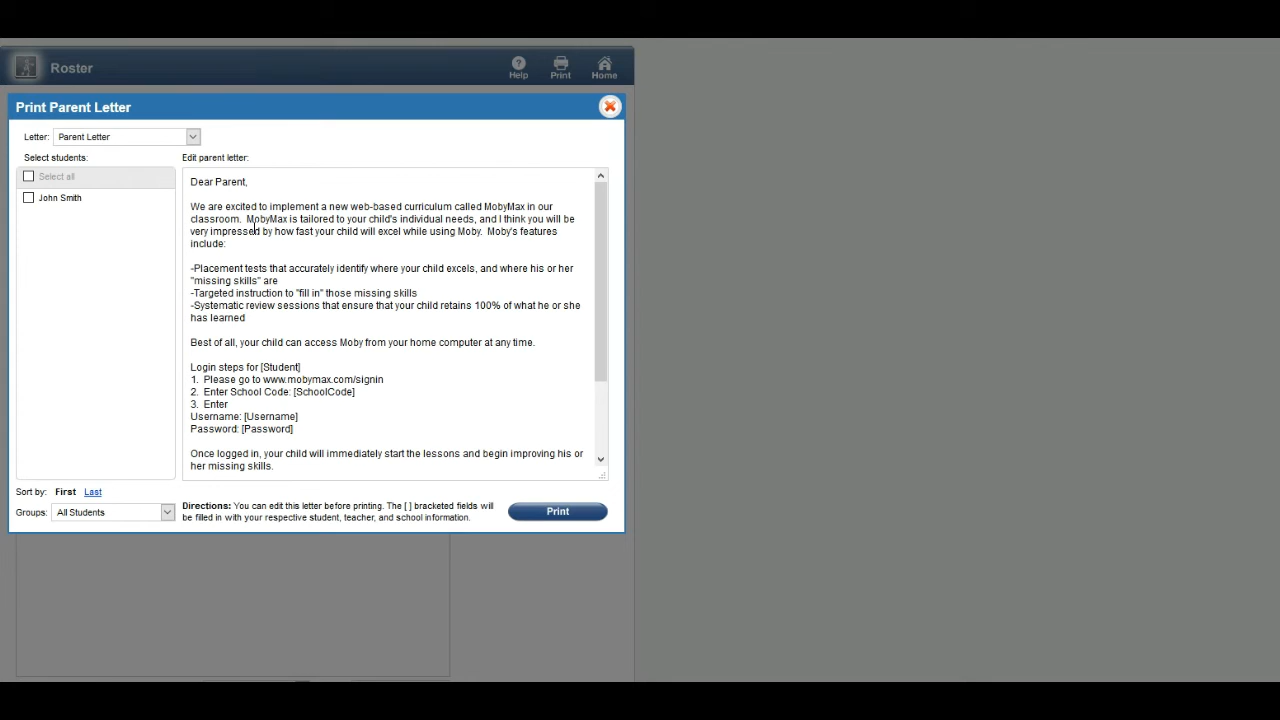 Roster
Help
Print
Home
Print Parent Letter
Letter: Parent Letter
Select students:
Select all
John Smith
Edit parent letter:
Dear Parent,
We are excited to implement a new web-based curriculum called MobyMax in our
classroom. MobyMax is tailored to your child's individual needs, and I think you will be
very impressed by how fast your child will excel while using Moby. Moby's features
include:
-Placement tests that accurately identify where your child excels, and where his or her
"missing skills" are
-Targeted instruction to "fill in" those missing skills
-Systematic review sessions that ensure that your child retains 100% of what he or she
has learned
Best of all, your child can access Moby from your home computer at any time.
Login steps for [Student]
1. Please go to www.mobymax.com/signin
2. Enter School Code: [SchoolCode]
3. Enter
Username: [Username]
Password: [Password]
Once logged in, your child will immediately start the lessons and begin improving his or
her missing skills.
Sort by: First Last
Groups: All Students
Directions: You can edit this letter before printing. The [ ] bracketed fields will
be filled in with your respective student, teacher, and school information.
Print